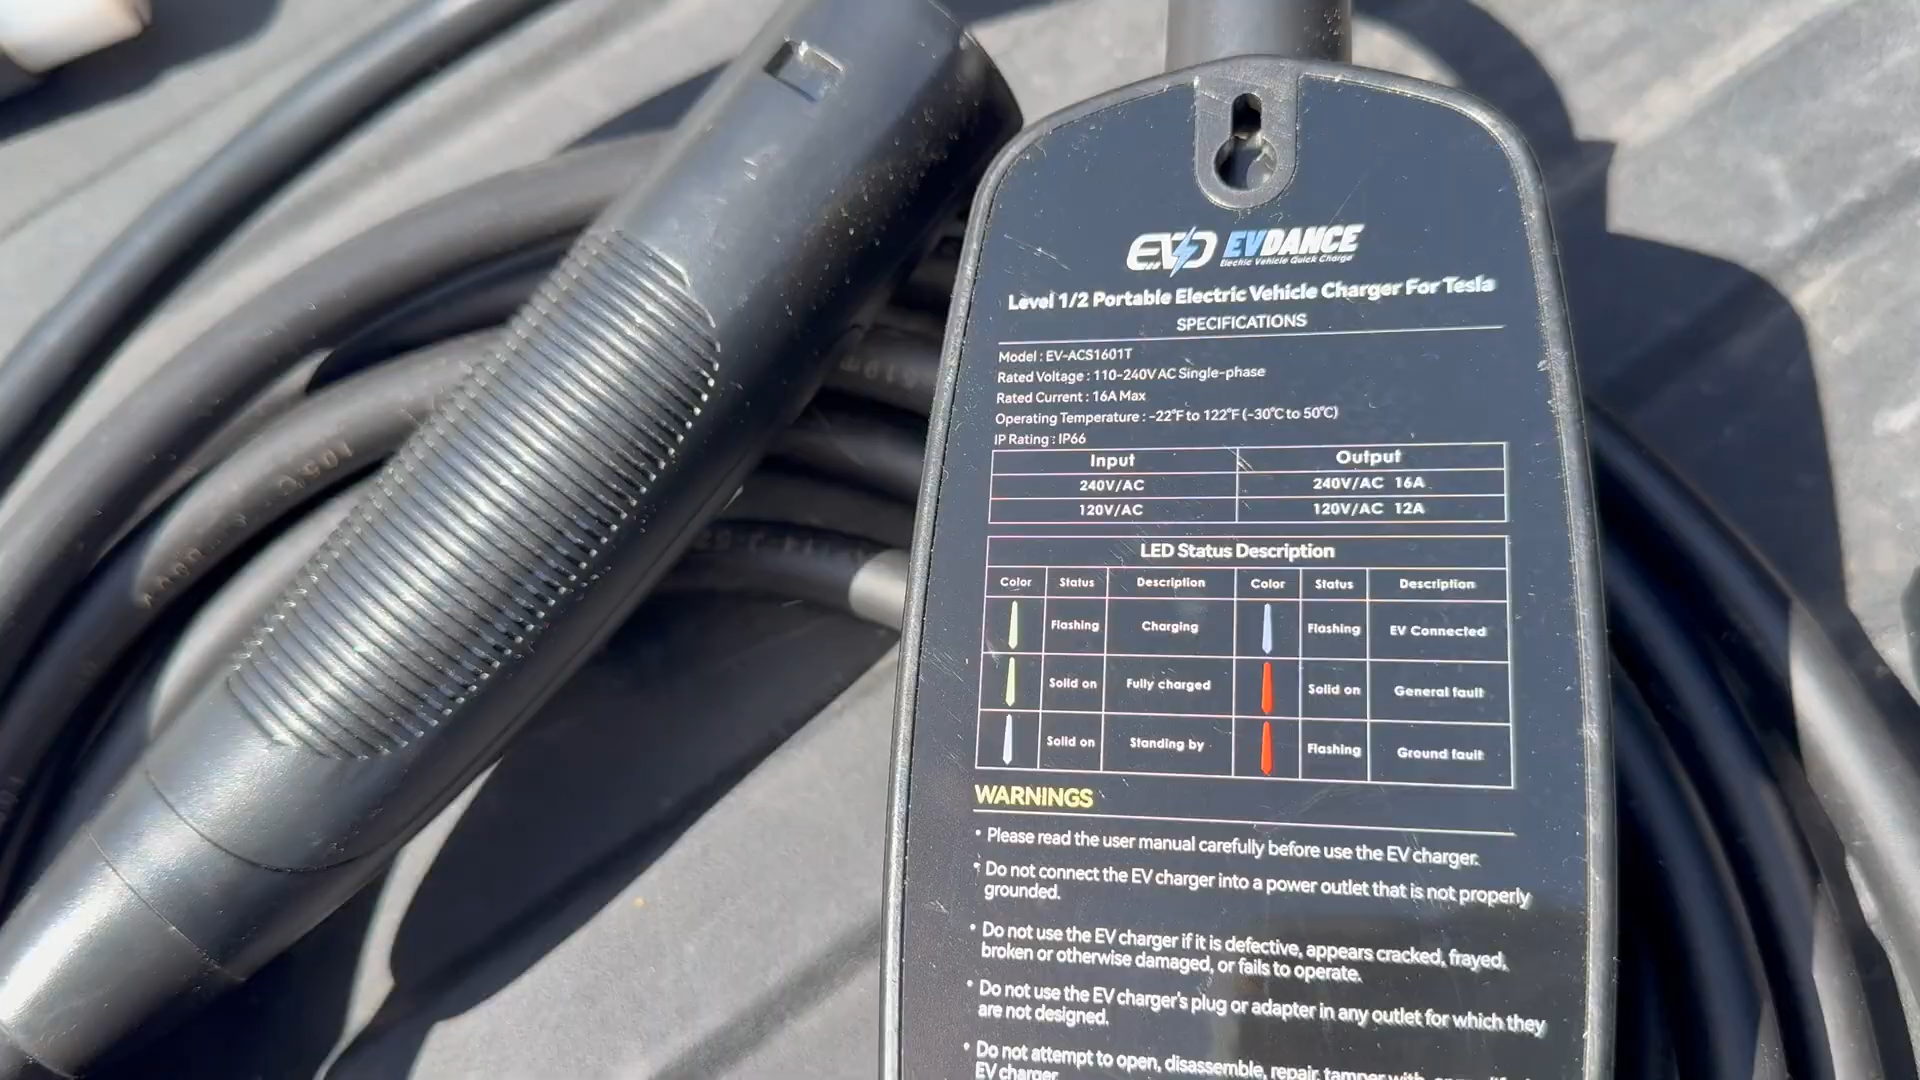 EVD EVDANCE
Electric Vehicle Quick Charge
Level 1/2 Portable Electric Vehicle Charger For Tesla
SPECIFICATIONS
Model : EV-ACS1601T
Rated Voltage : 110-240V AC Single-phase
Rated Current : 16A Max
Operating Temperature : -22°F to 122°F (-30°C to 50°C)
IP Rating : IP66
Input Output
240V/AC 240V/AC 16A
120V/AC 120V/AC 12A
LED Status Description
Color Status Description Color Status Description
Flashing Charging Flashing EV Connected
Solid on Fully charged Solid on General fault
Solid on Standing by Flashing Ground fault
WARNINGS
• Please read the user manual carefully before use the EV charger.
• Do not connect the EV charger into a power outlet that is not properly
grounded.
• Do not use the EV charger if it is defective, appears cracked, frayed,
broken or otherwise damaged, or fails to operate.
• Do not use the EV charger's plug or adapter in any outlet for which they
are not designed.
• Do not attempt to open, disassemble, repair, tamper with,
EV charger
105°C